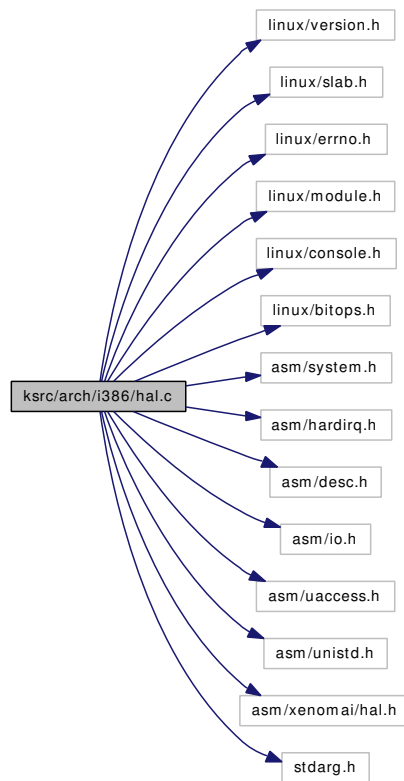 linux/version.h
linux/slab.h
linux/errno.h
linux/module.h
linux/console.h
linux/bitops.h
asm/system.h
ksrc/arch/i386/hal.c
asm/hardirq.h
asm/desc.h
asm/io.h
asm/uaccess.h
asm/unistd.h
asm/xenomai/hal.h
stdarg.h